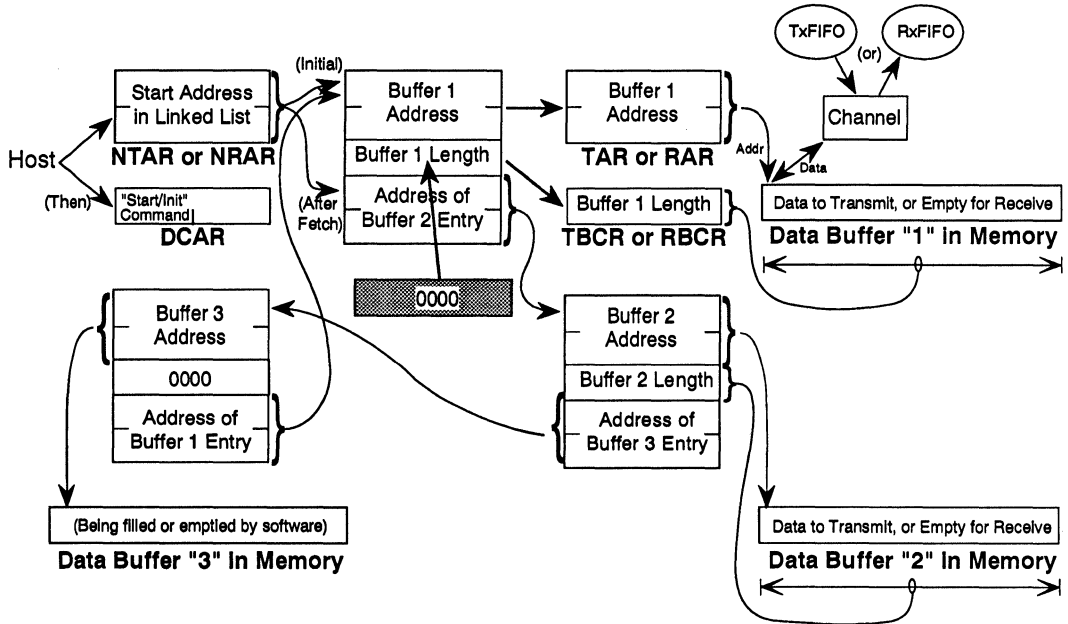 TxFIFO
RxFIFO
(or)
Channel
(Initial)
Start Address
in Linked List
NTAR or NRAR
Host
(Then)
"Start/Init"
Command
DCAR
Buffer 1
Address
Buffer 1 Length
Address of
Buffer 2 Entry
(After
Fetch)
0000
Buffer 1
Address
TAR or RAR
Buffer 1 Length
TBCR or RBCR
Addr
Data
Data to Transmit, or Empty for Receive
Data Buffer "1" in Memory
Buffer 3
Address
0000
Address of
Buffer 1 Entry
Buffer 2
Address
Buffer 2 Length
Address of
Buffer 3 Entry
(Being filled or emptied by software)
Data Buffer "3" in Memory
Data to Transmit, or Empty for Receive
Data Buffer "2" in Memory